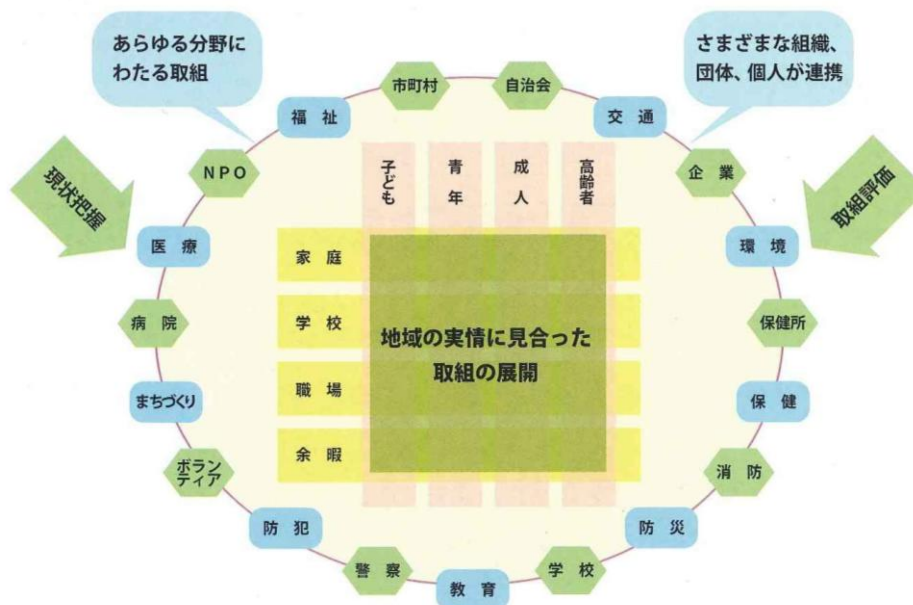 あらゆる分野に
わたる取組
さまざまな組織、
団体、個人が連携
市町村
自治会
福 祉
交 通
NPO
企 業
現状把握
取組評価
子ども
青 年
成 人
高齢者
医 療
環 境
家 庭
学 校
職 場
余 暇
地域の実情に見合った
取組の展開
病 院
保健所
まちづくり
保 健
ボラン
ティア
消 防
防 犯
防 災
警 察
学 校
教 育